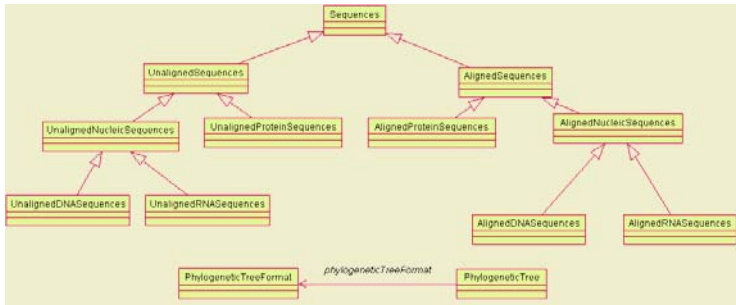 Sequences
UnalignedSequences
AlignedSequences
UnalignedNucleicSequences
UnalignedProteinSequences
AlignedProteinSequences
AlignedNucleicSequences
UnalignedDNASequences
UnalignedRNASequences
AlignedDNASequences
AlignedRNASequences
phylogeneticTreeFormat
PhylogeneticTreeFormat
PhylogeneticTree